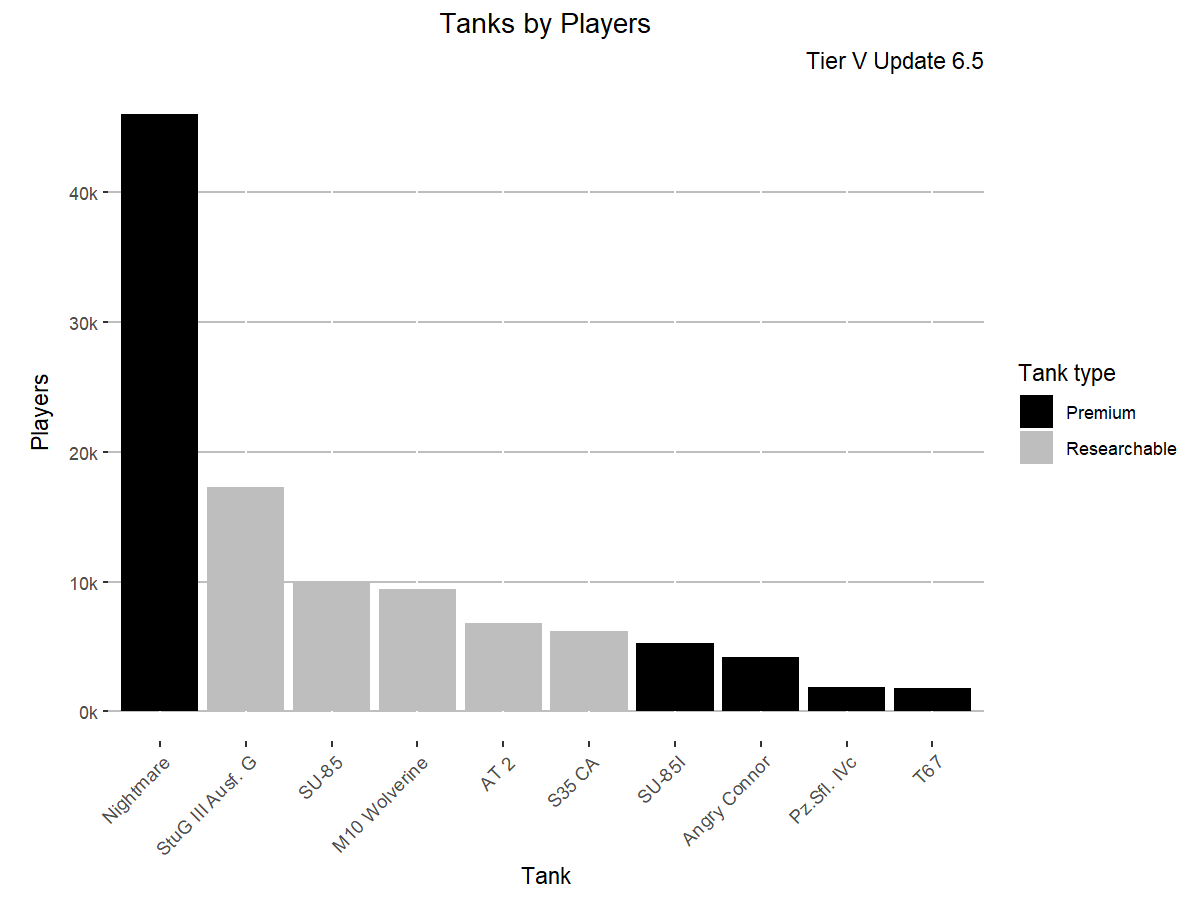 Tanks by Players
Tier V Update 6.5
Players
40k
30k
20k
10k
0k
Nightmare
StuG III Ausf. G
SU-85
M10 Wolverine
AT 2
S35 CA
SU-85I
Angry Connor
Pz.Sfl. IVc
T67
Tank
Tank type
Premium
Researchable